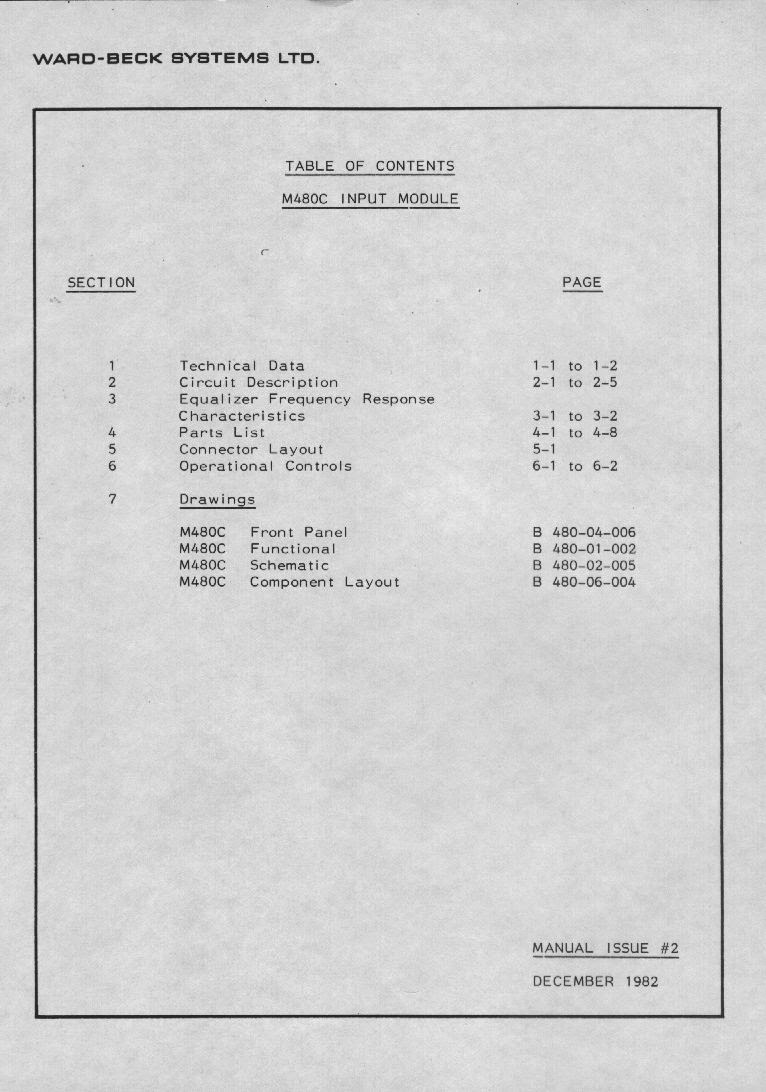 WARD-BECK SYSTEMS LTD.
TABLE OF CONTENTS
M480C INPUT MODULE
SECTION PAGE
1 Technical Data 1-1 to 1-2
2 Circuit Description 2-1 to 2-5
3 Equalizer Frequency Response
Characteristics 3-1 to 3-2
4 Parts List 4-1 to 4-8
5 Connector Layout 5-1
6 Operational Controls 6-1 to 6-2
7 Drawings
M480C Front Panel B 480-04-006
M480C Functional B 480-01-002
M480C Schematic B 480-02-005
M480C Component Layout B 480-06-004
MANUAL ISSUE #2
DECEMBER 1982